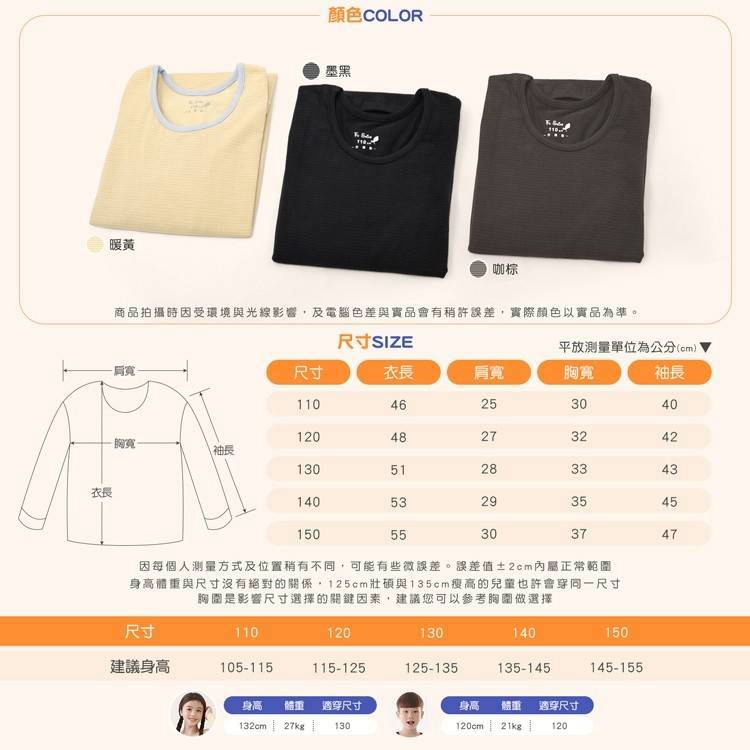 顏色COLOR
墨黑
暖黃
咖棕
110
110
商品拍攝時因受環境與光線影響，及電腦色差與實品會有稍許誤差，實際顏色以實品為準。
尺寸SIZE
平放測量單位為公分(cm)▼
肩寬
胸寬
袖長
衣長
尺寸 衣長 肩寬 胸寬 袖長
110 46 25 30 40
120 48 27 32 42
130 51 28 33 43
140 53 29 35 45
150 55 30 37 47
因每個人測量方式及位置稍有不同，可能有些微誤差。誤差值±2cm內屬正常範圍
身高體重與尺寸沒有絕對的關係，125cm壯碩與135cm瘦高的兒童也許會穿同一尺寸
胸圍是影響尺寸選擇的關鍵因素，建議您可以參考胸圍做選擇
尺寸 110 120 130 140 150
建議身高 105-115 115-125 125-135 135-145 145-155
身高 體重 適穿尺寸
132cm 27kg 130
身高 體重 適穿尺寸
120cm 21kg 120